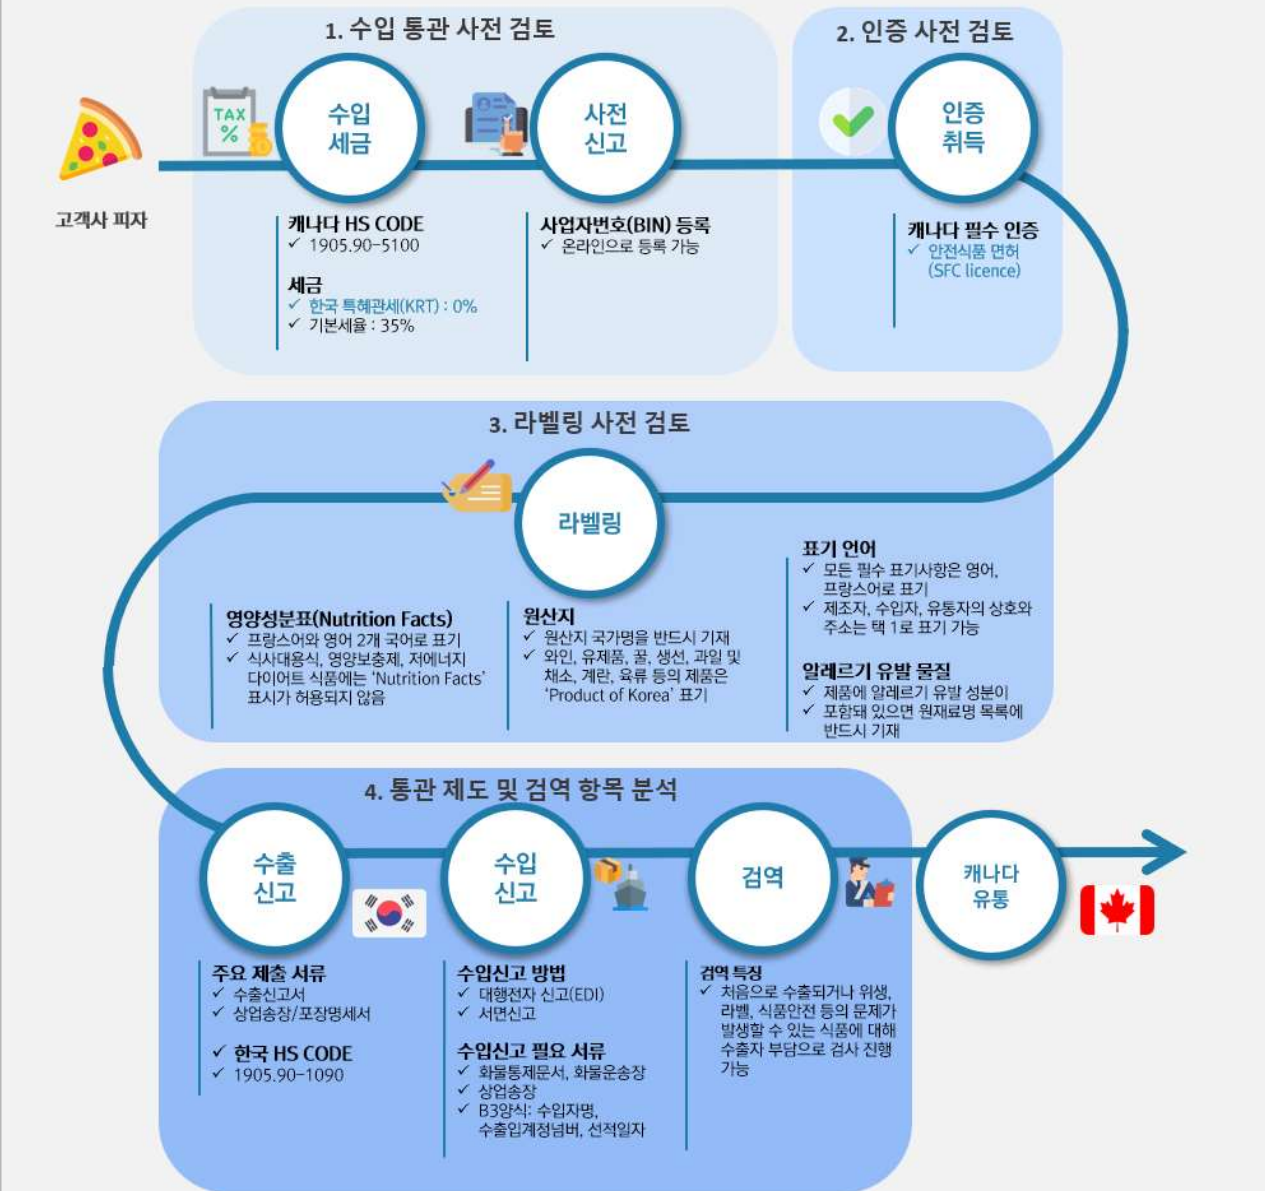 1. 수입 통관 사전 검토
2. 인증 사전 검토
TAX
%
수입
세금
사전
신고
인증
취득
고객사 피자
캐나다 HS CODE
✓ 1905.90-5100
세금
✓ 한국 특혜관세(KRT) : 0%
✓ 기본세율 : 35%
사업자번호(BIN) 등록
✓ 온라인으로 등록 가능
캐나다 필수 인증
✓ 안전식품 면허
(SFC licence)
3. 라벨링 사전 검토
라벨링
영양성분표(Nutrition Facts)
✓ 프랑스어와 영어 2개 국어로 표기
✓ 식사대용식, 영양보충제, 저에너지
다이어트 식품에는 ‘Nutrition Facts’
표시가 허용되지 않음
원산지
✓ 원산지 국가명을 반드시 기재
✓ 와인, 유제품, 꿀, 생선, 과일 및
채소, 계란, 육류 등의 제품은
‘Product of Korea’ 표기
표기 언어
✓ 모든 필수 표기사항은 영어,
프랑스어로 표기
✓ 제조자, 수입자, 유통자의 상호와
주소는 택 1로 표기 가능
알레르기 유발 물질
✓ 제품에 알레르기 유발 성분이
✓ 포함돼 있으면 원재료명 목록에
반드시 기재
4. 통관 제도 및 검역 항목 분석
수출
신고
수입
신고
검역
캐나다
유통
주요 제출 서류
✓ 수출신고서
✓ 상업송장/포장명세서
✓ 한국 HS CODE
✓ 1905.90-1090
수입신고 방법
✓ 대행전자 신고(EDI)
✓ 서면신고
수입신고 필요 서류
✓ 화물통제문서, 화물운송장
✓ 상업송장
✓ B3양식: 수입자명,
수출입계정넘버, 선적일자
검역 특징
✓ 처음으로 수출되거나 위생,
라벨, 식품안전 등의 문제가
발생할 수 있는 식품에 대해
수출자 부담으로 검사 진행
가능